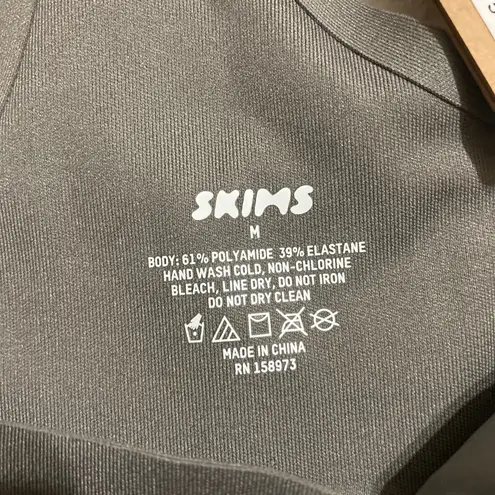 SKIMS
M
BODY: 61% POLYAMIDE 39% ELASTANE
HAND WASH COLD, NON-CHLORINE
BLEACH, LINE DRY, DO NOT IRON
DO NOT DRY CLEAN
MADE IN CHINA
RN 158973